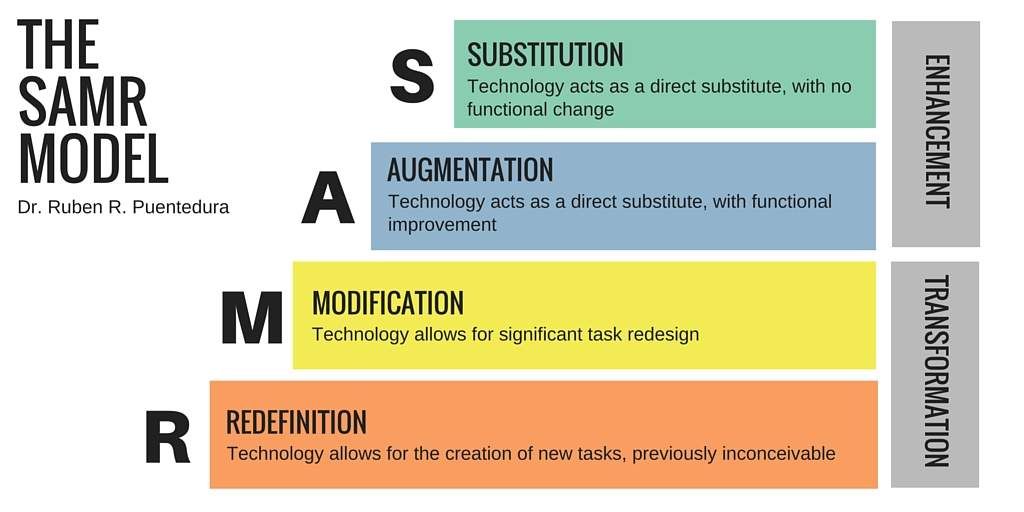 THE
SAMR
MODEL
Dr. Ruben R. Puentedura
S
SUBSTITUTION
Technology acts as a direct substitute, with no
functional change
A
AUGMENTATION
Technology acts as a direct substitute, with functional
improvement
ENHANCEMENT
M
MODIFICATION
Technology allows for significant task redesign
R
REDEFINITION
Technology allows for the creation of new tasks, previously inconceivable
TRANSFORMATION